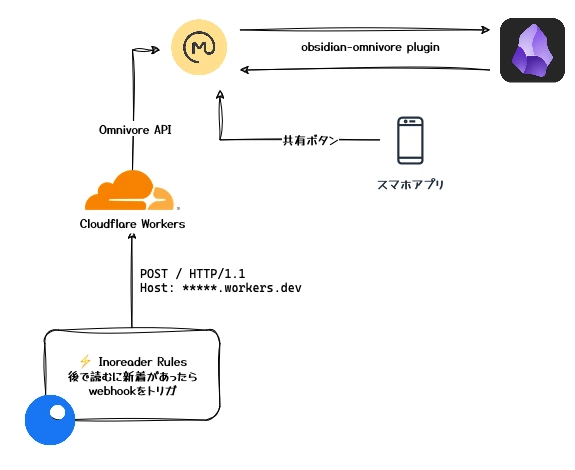 obsidian-omnivore plugin
Omnivore API
共有ボタン
スマホアプリ
Cloudflare Workers
POST / HTTP/1.1
Host: *****.workers.dev
⚡ Inoreader Rules
後で読むに新着があったら
webhookをトリガ